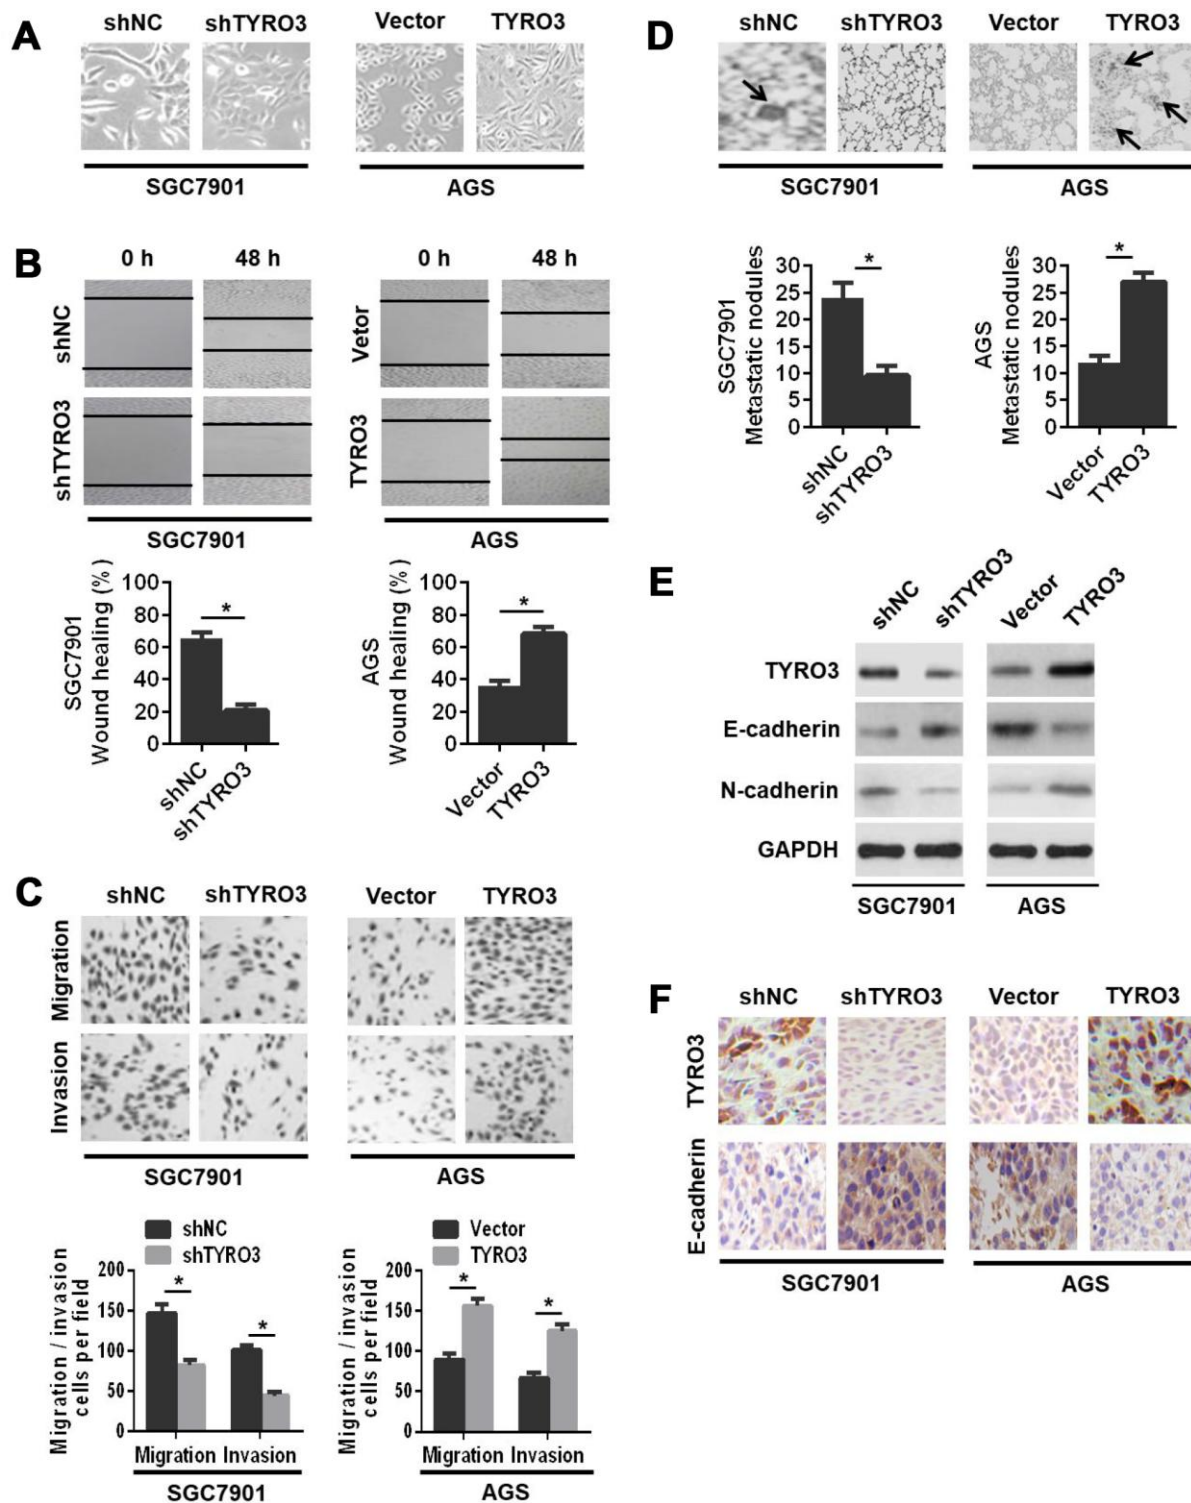 A
shNC shTYRO3 Vector TYRO3
SGC7901 AGS
B
0 h 48 h 0 h 48 h
shNC
Vetor
shTYRO3
TYRO3
SGC7901 AGS
SGC7901
Wound healing (%)
100
80
60
40
20
0
*
shNC
shTYRO3
AGS
Wound healing (%)
100
80
60
40
20
0
*
Vector
TYRO3
C
shNC shTYRO3 Vector TYRO3
Migration
Invasion
SGC7901 AGS
shNC
shTYRO3
Migration / invasion
cells per field
200
150
100
50
0
*
*
Migration Invasion
SGC7901
Vector
TYRO3
Migration / invasion
cells per field
200
150
100
50
0
*
*
Migration Invasion
AGS
D
shNC shTYRO3 Vector TYRO3
SGC7901 AGS
SGC7901
Metastatic nodules
30
25
20
15
10
5
0
*
shNC
shTYRO3
AGS
Metastatic nodules
30
25
20
15
10
5
0
*
Vector
TYRO3
E
shNC shTYRO3 Vector TYRO3
TYRO3
E-cadherin
N-cadherin
GAPDH
SGC7901 AGS
F
shNC shTYRO3 Vector TYRO3
TYRO3
E-cadherin
SGC7901 AGS